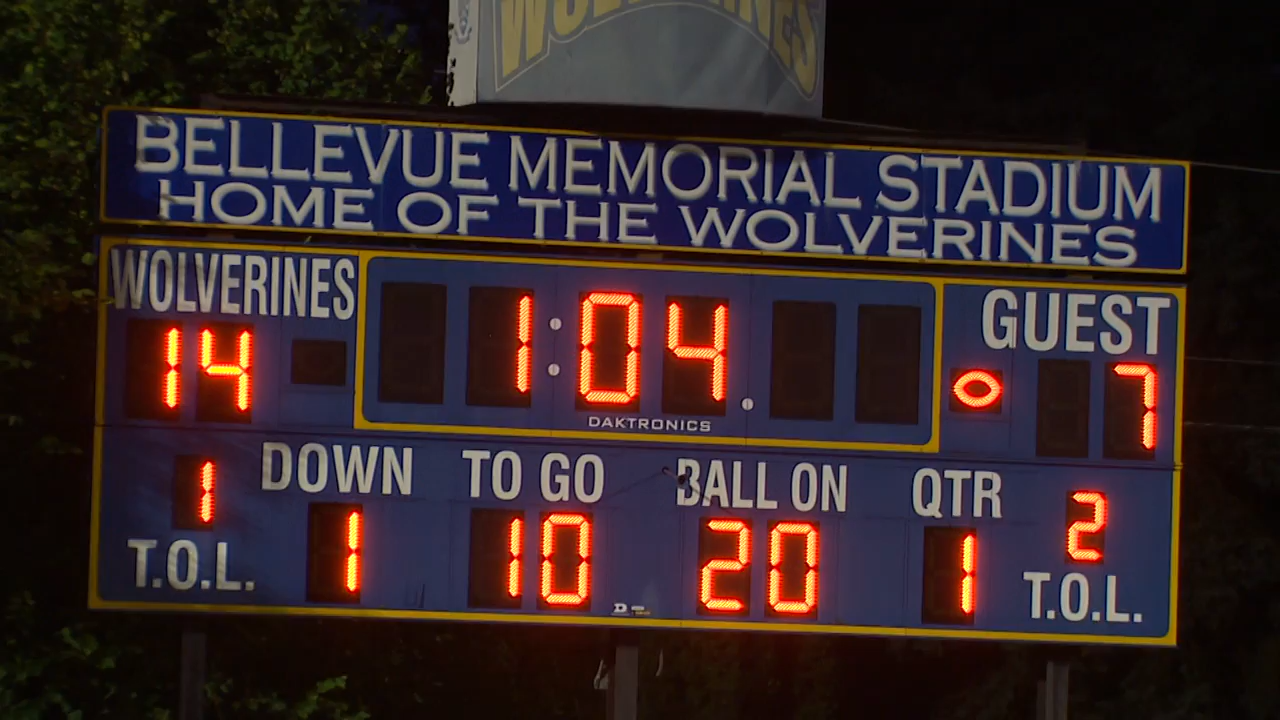 WOLVERINES
BELLEVUE MEMORIAL STADIUM
HOME OF THE WOLVERINES
WOLVERINES
GUEST
14
1:04
7
DAKTRONICS
DOWN
TO GO
BALL ON
QTR
1
1
10
20
1
2
T.O.L.
T.O.L.